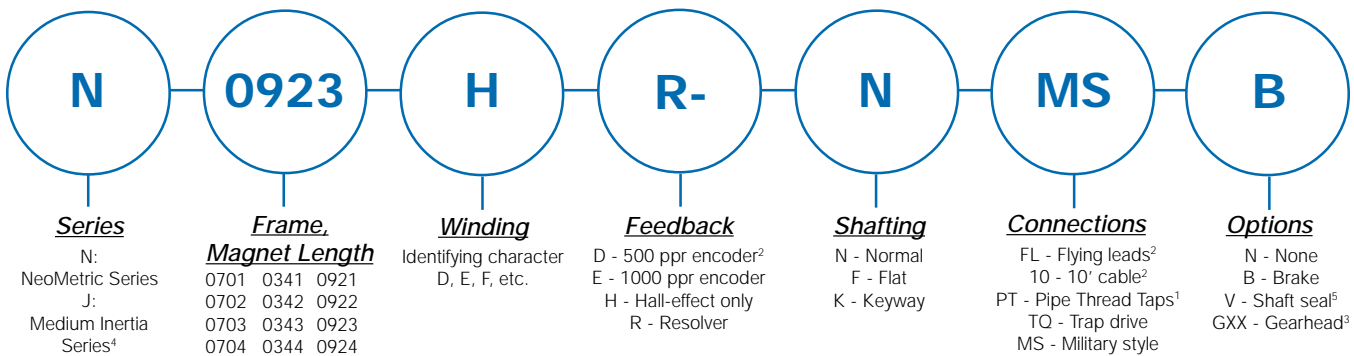 N 0923 H R- N MS B
Series
N:
NeoMetric Series
J:
Medium Inertia
Series⁴
Frame,
Magnet Length
0701 0341 0921
0702 0342 0922
0703 0343 0923
0704 0344 0924
Winding
Identifying character
D, E, F, etc.
Feedback
D - 500 ppr encoder²
E - 1000 ppr encoder
H - Hall-effect only
R - Resolver
Shafting
N - Normal
F - Flat
K - Keyway
Connections
FL - Flying leads²
10 - 10’ cable²
PT - Pipe Thread Taps¹
TQ - Trap drive
MS - Military style
Options
N - None
B - Brake
V - Shaft seal⁵
GXX - Gearhead³